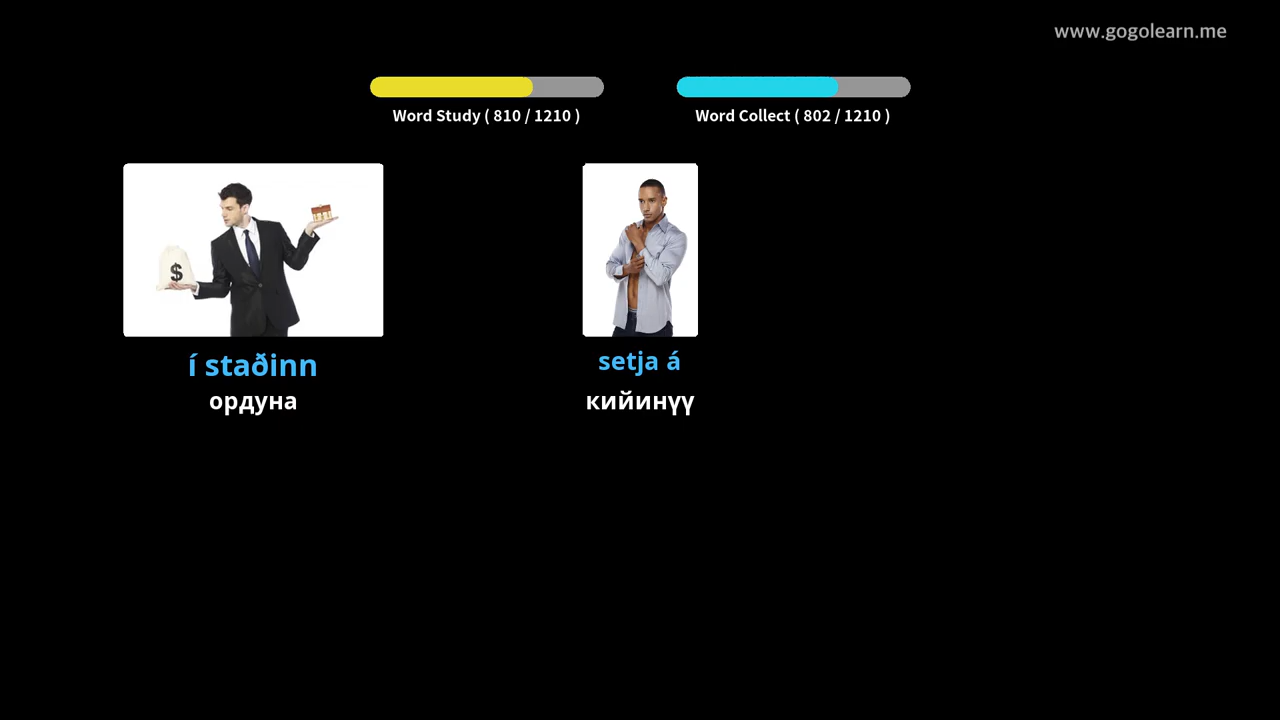 www.gogolearn.me
Word Study ( 810 / 1210 )
Word Collect ( 802 / 1210 )
$
í staðinn
ордуна
setja á
кийинүү